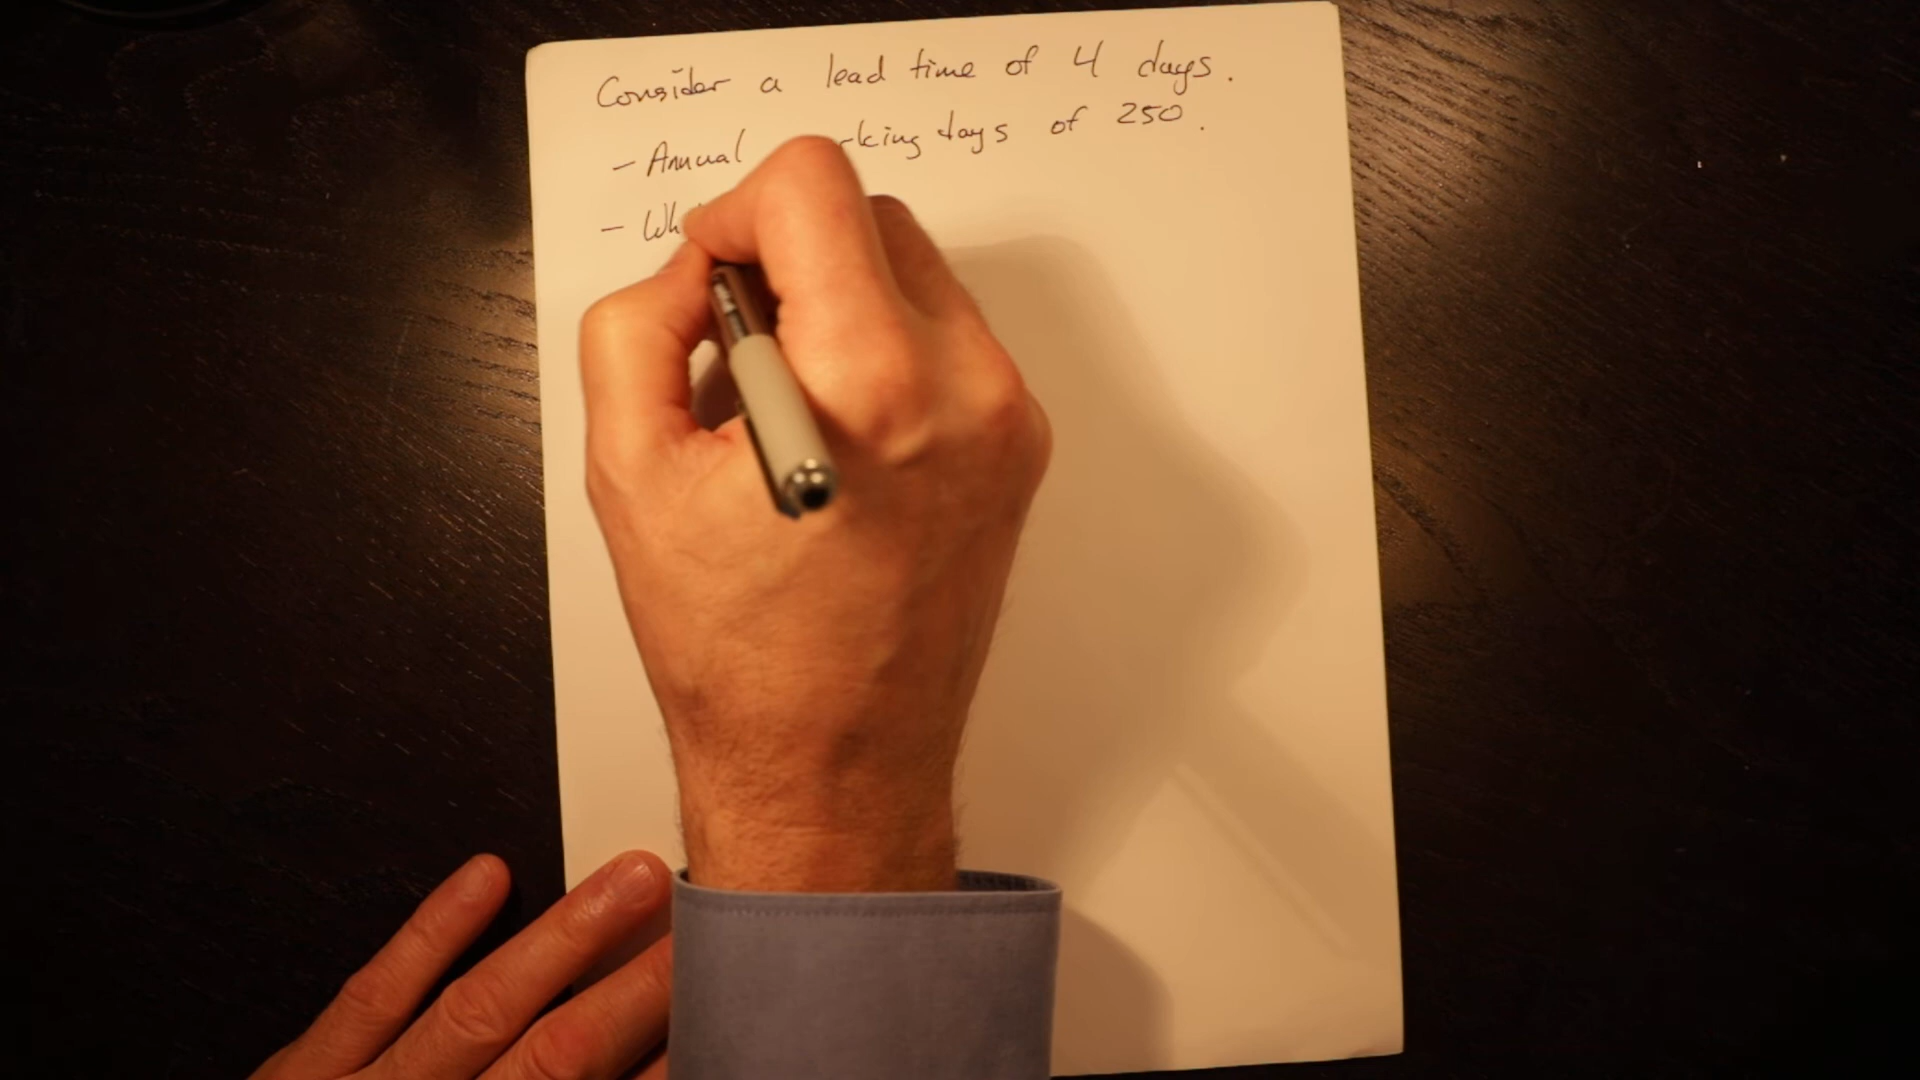 Consider a lead time of 4 days.
- Annual rking days of 250.
- Wh